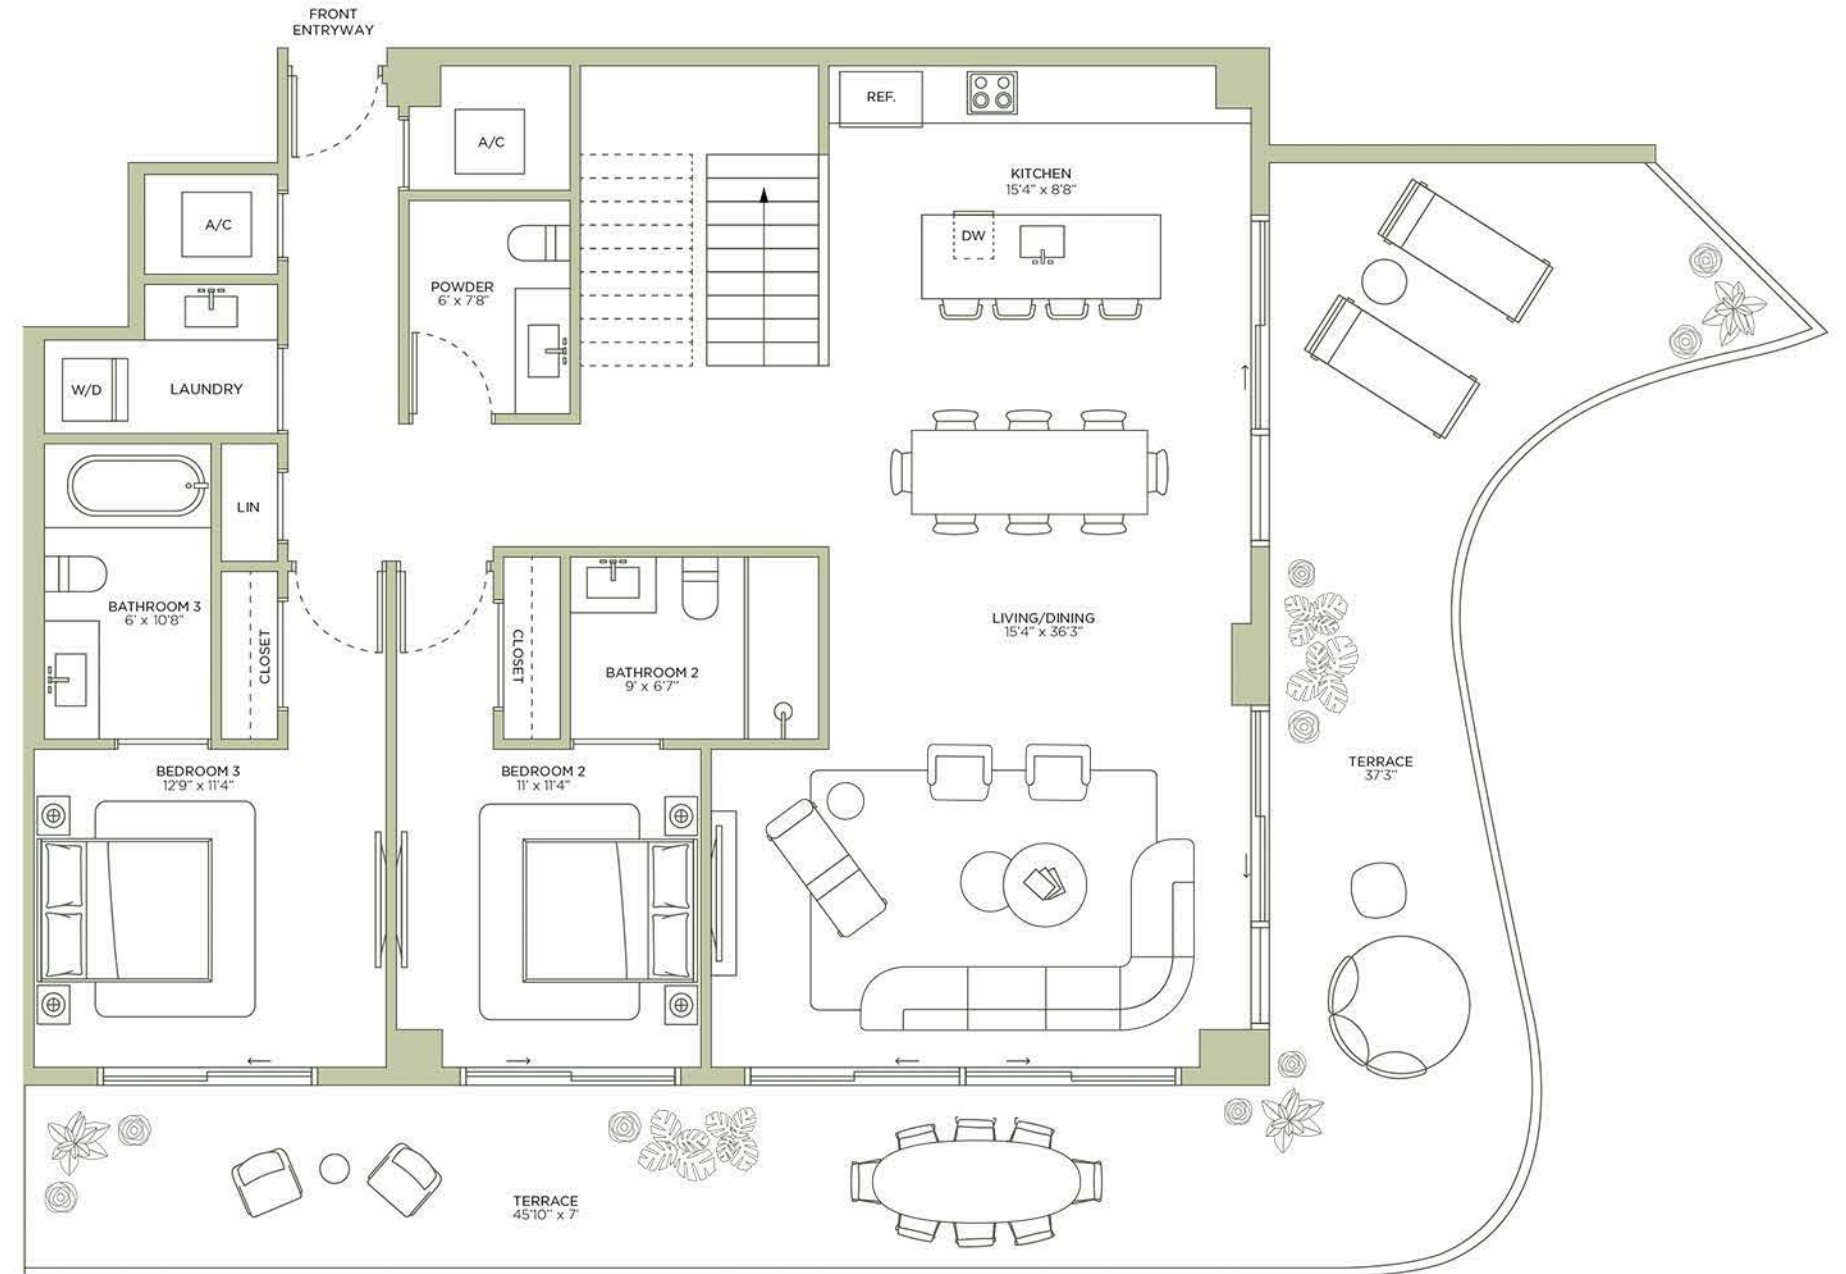 FRONT
ENTRYWAY
REF.
A/C
KITCHEN
15'4" x 8'8"
A/C
DW
POWDER
6' x 7'8"
W/D
LAUNDRY
LIN
BATHROOM 3
6' x 10'8"
CLOSET
CLOSET
BATHROOM 2
9' x 6'7"
LIVING/DINING
15'4" x 36'3"
BEDROOM 3
12'9" x 11'4"
BEDROOM 2
11' x 11'4"
TERRACE
37'3"
TERRACE
45'10" x 7'